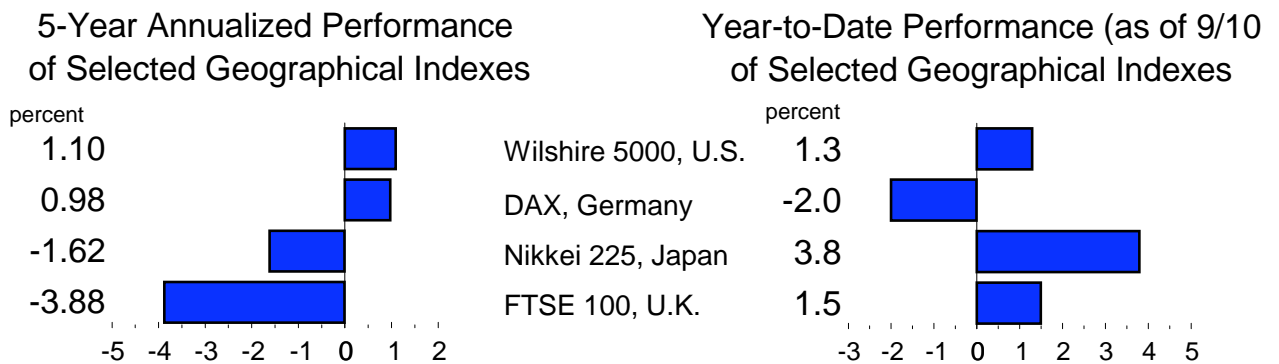 5-Year Annualized Performance
of Selected Geographical Indexes
Year-to-Date Performance (as of 9/10
of Selected Geographical Indexes
percent
percent
1.10 Wilshire 5000, U.S. 1.3
0.98 DAX, Germany -2.0
-1.62 Nikkei 225, Japan 3.8
-3.88 FTSE 100, U.K. 1.5
-5 -4 -3 -2 -1 0 1 2
-3 -2 -1 0 1 2 3 4 5